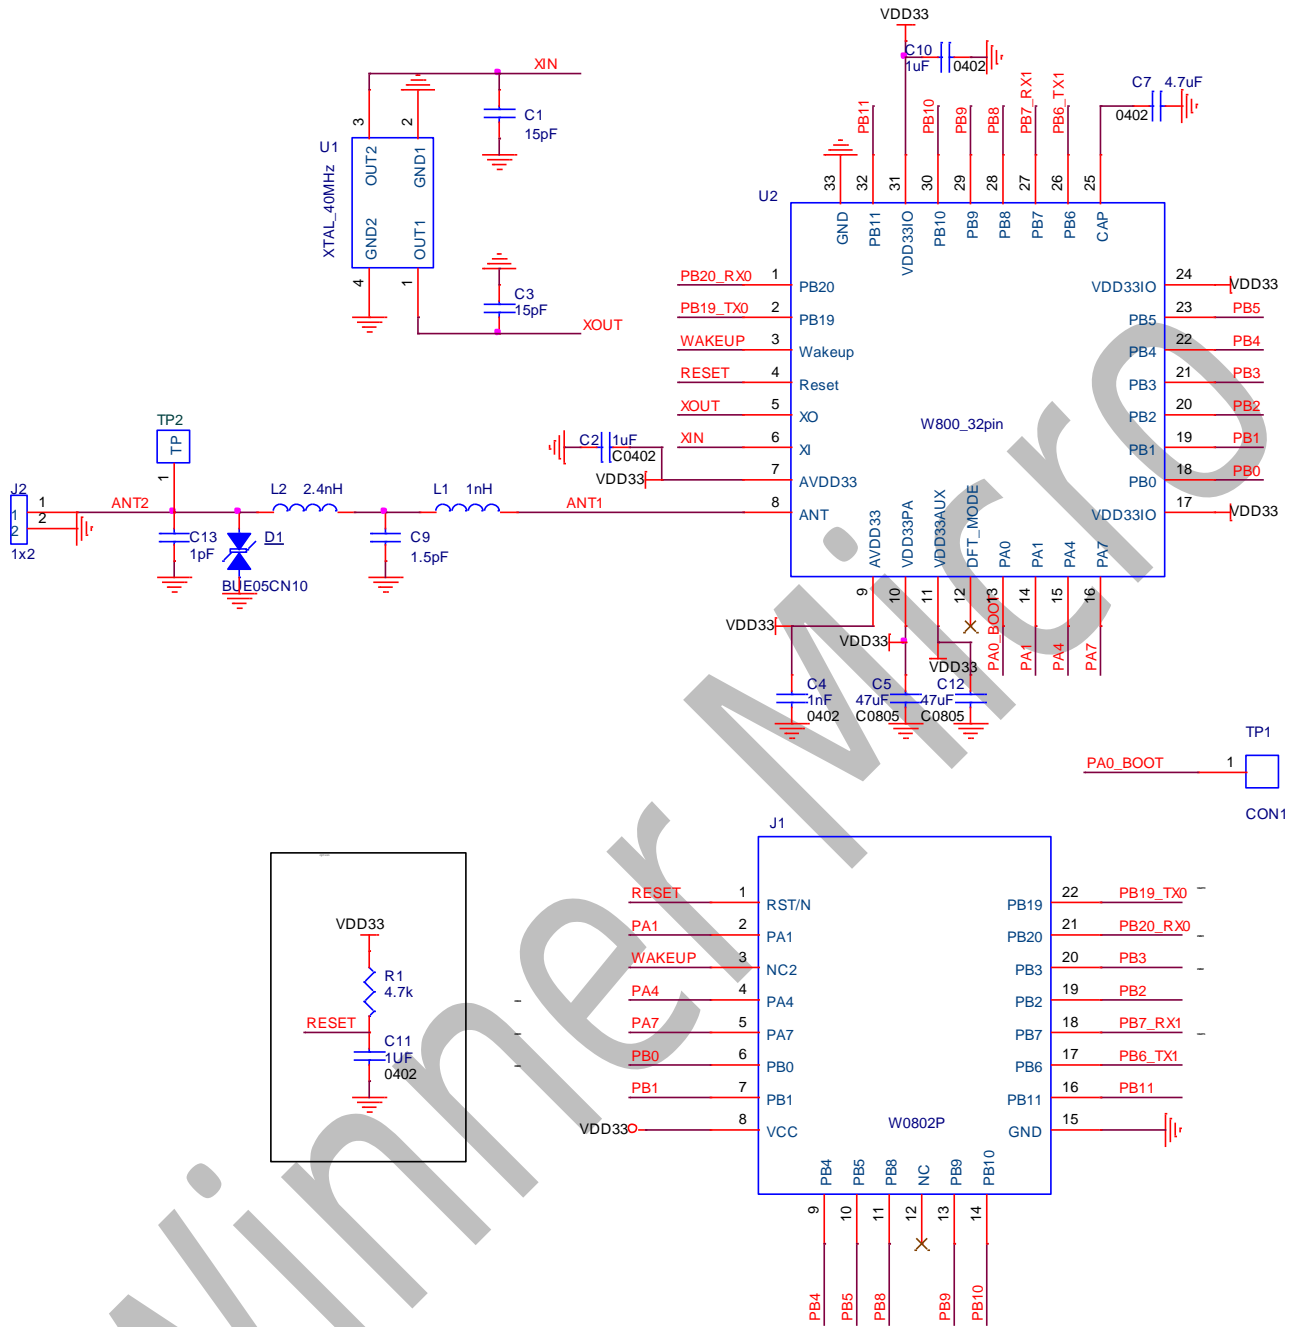 VDD33
C10
1uF
0402
C7 4.7uF
0402
XIN
C1
15pF
3
2
U1
XTAL_40MHz
OUT2
GND1
GND2
OUT1
4
1
C3
15pF
XOUT
PB11
PB10
PB9
PB8
PB7_RX1
PB6_TX1
33
32
31
30
29
28
27
26
25
U2
GND
PB11
VDD33IO
PB10
PB9
PB8
PB7
PB6
CAP
PB20_RX0 1 PB20
PB19_TX0 2 PB19
WAKEUP 3 Wakeup
RESET 4 Reset
XOUT 5 XO
XIN 6 XI
7 AVDD33
ANT1 8 ANT
W800_32pin
VDD33IO 24 VDD33
PB5 23 PB5
PB4 22 PB4
PB3 21 PB3
PB2 20 PB2
PB1 19 PB1
PB0 18 PB0
VDD33IO 17 VDD33
C2 1uF
C0402
VDD33
TP2
TP
1
J2
1
2
1
2
1x2
ANT2
L2 2.4nH
L1 1nH
C13
1pF
D1
BUE05CN10
C9
1.5pF
AVDD33
VDD33PA
VDD33AUX
DFT_MODE
PA0
PA1
PA4
PA7
9
10
11
12
13
14
15
16
VDD33
VDD33
VDD33
PA0_BOOT
PA1
PA4
PA7
C4
1nF
0402
C5
47uF
C0805
C12
47uF
C0805
TP1
PA0_BOOT 1
CON1
J1
RESET 1 RST/N
PA1 2 PA1
WAKEUP 3 NC2
PA4 4 PA4
PA7 5 PA7
PB0 6 PB0
PB1 7 PB1
VDD33 8 VCC
W0802P
PB19 22 PB19_TX0
PB20 21 PB20_RX0
PB3 20 PB3
PB2 19 PB2
PB7 18 PB7_RX1
PB6 17 PB6_TX1
PB11 16 PB11
GND 15
PB4
PB5
PB8
NC
PB9
PB10
9
10
11
12
13
14
PB4
PB5
PB8
PB9
PB10
VDD33
R1
4.7k
RESET
C11
1UF
0402
Winner Micro